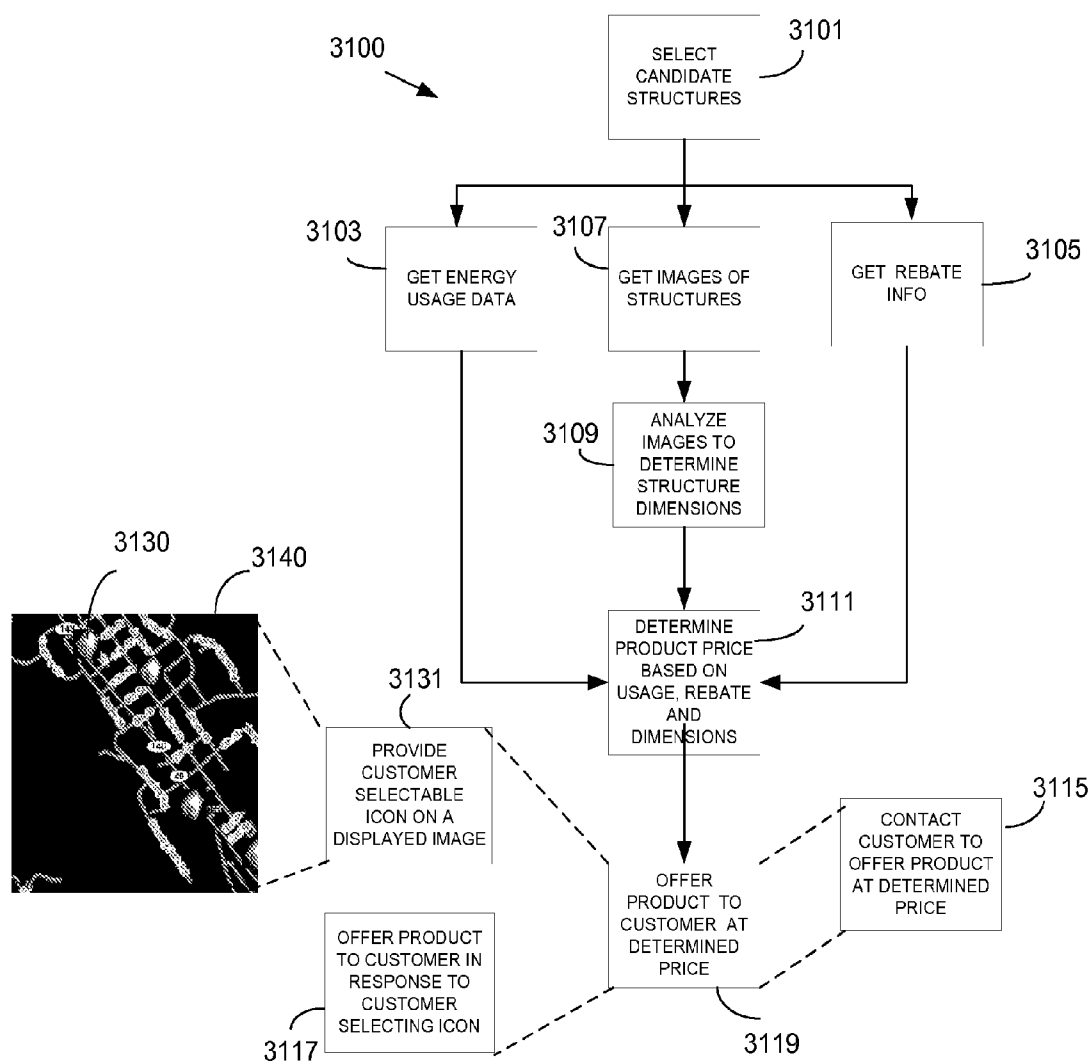 3100
3101
SELECT
CANDIDATE
STRUCTURES
3103
GET ENERGY
USAGE DATA
3107
GET IMAGES OF
STRUCTURES
3105
GET REBATE
INFO
3109
ANALYZE
IMAGES TO
DETERMINE
STRUCTURE
DIMENSIONS
3111
DETERMINE
PRODUCT PRICE
BASED ON
USAGE, REBATE
AND
DIMENSIONS
3130
3140
3131
PROVIDE
CUSTOMER
SELECTABLE
ICON ON A
DISPLAYED IMAGE
3115
CONTACT
CUSTOMER TO
OFFER PRODUCT
AT DETERMINED
PRICE
OFFER
PRODUCT TO
CUSTOMER AT
DETERMINED
PRICE
3119
OFFER PRODUCT
TO CUSTOMER IN
RESPONSE TO
CUSTOMER
SELECTING ICON
3117